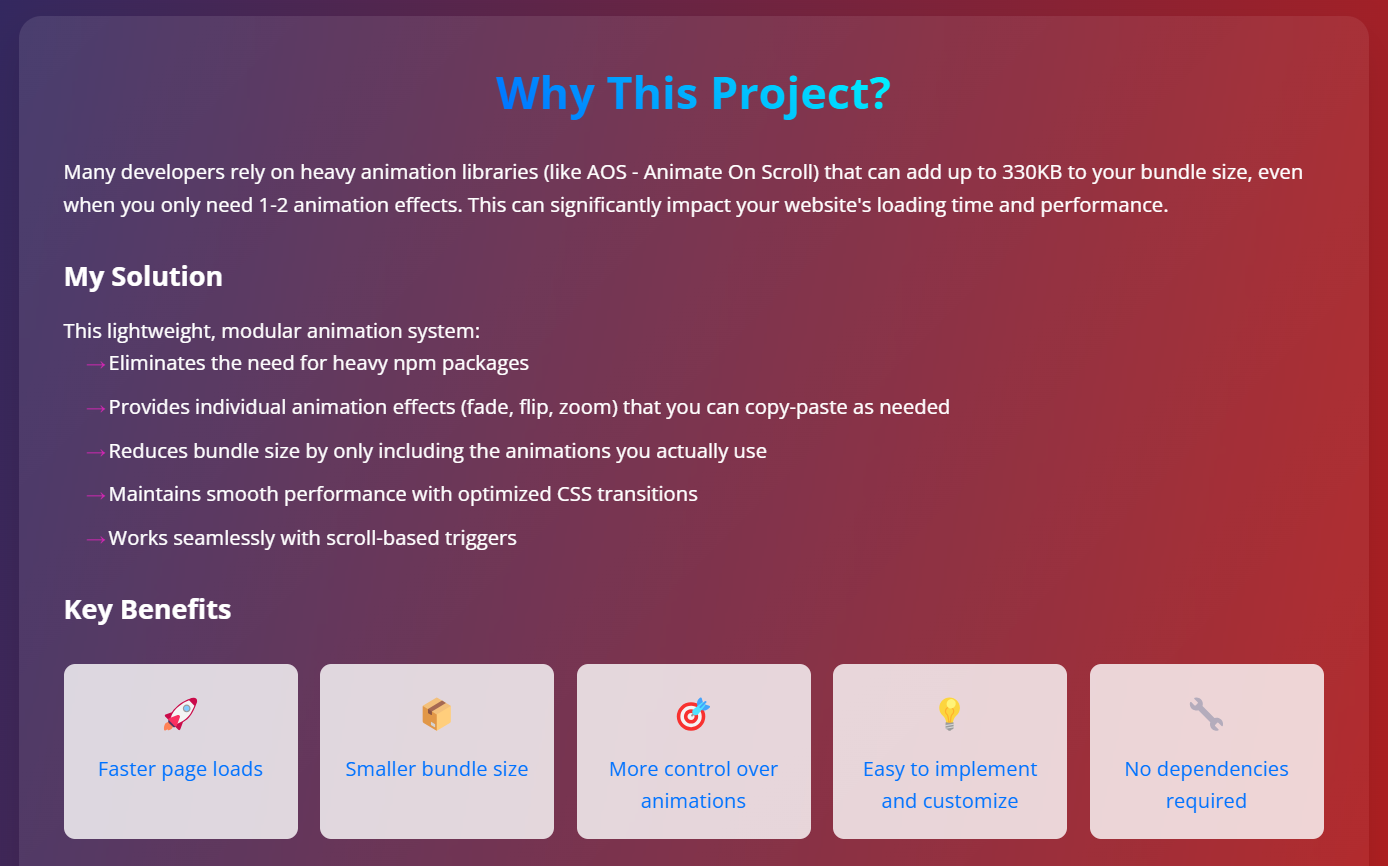 Why This Project?
Many developers rely on heavy animation libraries (like AOS - Animate On Scroll) that can add up to 330KB to your bundle size, even
when you only need 1-2 animation effects. This can significantly impact your website's loading time and performance.
My Solution
This lightweight, modular animation system:
→Eliminates the need for heavy npm packages
→Provides individual animation effects (fade, flip, zoom) that you can copy-paste as needed
→Reduces bundle size by only including the animations you actually use
→Maintains smooth performance with optimized CSS transitions
→Works seamlessly with scroll-based triggers
Key Benefits
Faster page loads
Smaller bundle size
More control over
animations
Easy to implement
and customize
No dependencies
required